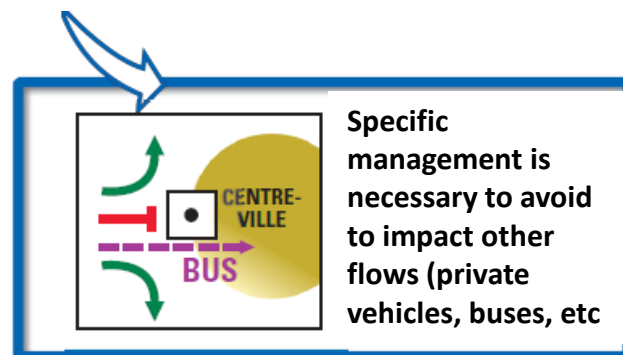 CENTRE-
VILLE
BUS
Specific
management is
necessary to avoid
to impact other
flows (private
vehicles, buses, etc